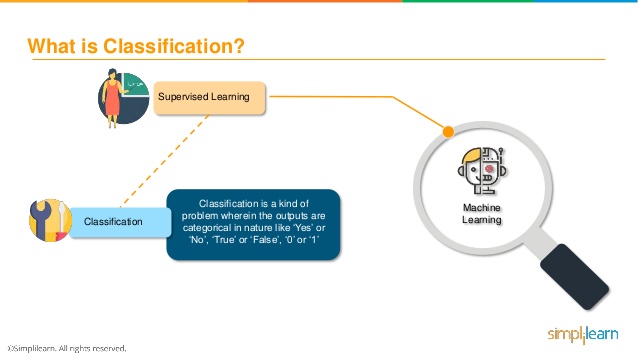 What is Classification?
Supervised Learning
Machine
Learning
Classification
Classification is a kind of
problem wherein the outputs are
categorical in nature like ‘Yes’ or
‘No’, ‘True’ or ‘False’, ‘0’ or ‘1’
simplilearn
©Simplilearn. All rights reserved.